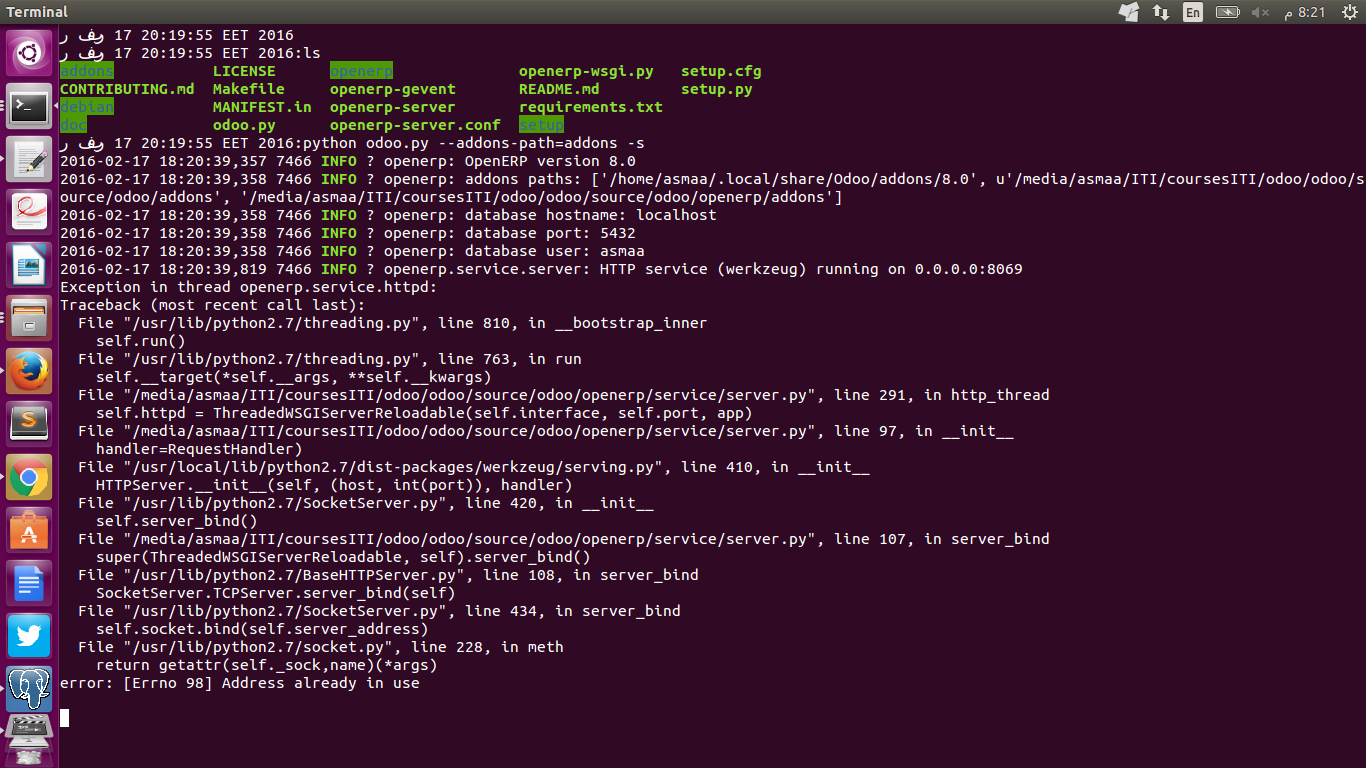 Terminal
En
8:21 م
ر فبر 17 20:19:55 EET 2016
ر فبر 17 20:19:55 EET 2016:ls
addons LICENSE openerp openerp-wsgi.py setup.cfg
CONTRIBUTING.md Makefile openerp-gevent README.md setup.py
debian MANIFEST.in openerp-server requirements.txt
doc odoo.py openerp-server.conf setup
ر فبر 17 20:19:55 EET 2016:python odoo.py --addons-path=addons -s
2016-02-17 18:20:39,357 7466 INFO ? openerp: OpenERP version 8.0
2016-02-17 18:20:39,358 7466 INFO ? openerp: addons paths: ['/home/asmaa/.local/share/Odoo/addons/8.0', u'/media/asmaa/ITI/coursesITI/odoo/odoo/s
ource/odoo/addons', '/media/asmaa/ITI/coursesITI/odoo/odoo/source/odoo/openerp/addons']
2016-02-17 18:20:39,358 7466 INFO ? openerp: database hostname: localhost
2016-02-17 18:20:39,358 7466 INFO ? openerp: database port: 5432
2016-02-17 18:20:39,358 7466 INFO ? openerp: database user: asmaa
2016-02-17 18:20:39,819 7466 INFO ? openerp.service.server: HTTP service (werkzeug) running on 0.0.0.0:8069
Exception in thread openerp.service.httpd:
Traceback (most recent call last):
  File "/usr/lib/python2.7/threading.py", line 810, in __bootstrap_inner
    self.run()
  File "/usr/lib/python2.7/threading.py", line 763, in run
    self.__target(*self.__args, **self.__kwargs)
  File "/media/asmaa/ITI/coursesITI/odoo/odoo/source/odoo/openerp/service/server.py", line 291, in http_thread
    self.httpd = ThreadedWSGIServerReloadable(self.interface, self.port, app)
  File "/media/asmaa/ITI/coursesITI/odoo/odoo/source/odoo/openerp/service/server.py", line 97, in __init__
    handler=RequestHandler)
  File "/usr/local/lib/python2.7/dist-packages/werkzeug/serving.py", line 410, in __init__
    HTTPServer.__init__(self, (host, int(port)), handler)
  File "/usr/lib/python2.7/SocketServer.py", line 420, in __init__
    self.server_bind()
  File "/media/asmaa/ITI/coursesITI/odoo/odoo/source/odoo/openerp/service/server.py", line 107, in server_bind
    super(ThreadedWSGIServerReloadable, self).server_bind()
  File "/usr/lib/python2.7/BaseHTTPServer.py", line 108, in server_bind
    SocketServer.TCPServer.server_bind(self)
  File "/usr/lib/python2.7/SocketServer.py", line 434, in server_bind
    self.socket.bind(self.server_address)
  File "/usr/lib/python2.7/socket.py", line 228, in meth
    return getattr(self._sock,name)(*args)
error: [Errno 98] Address already in use